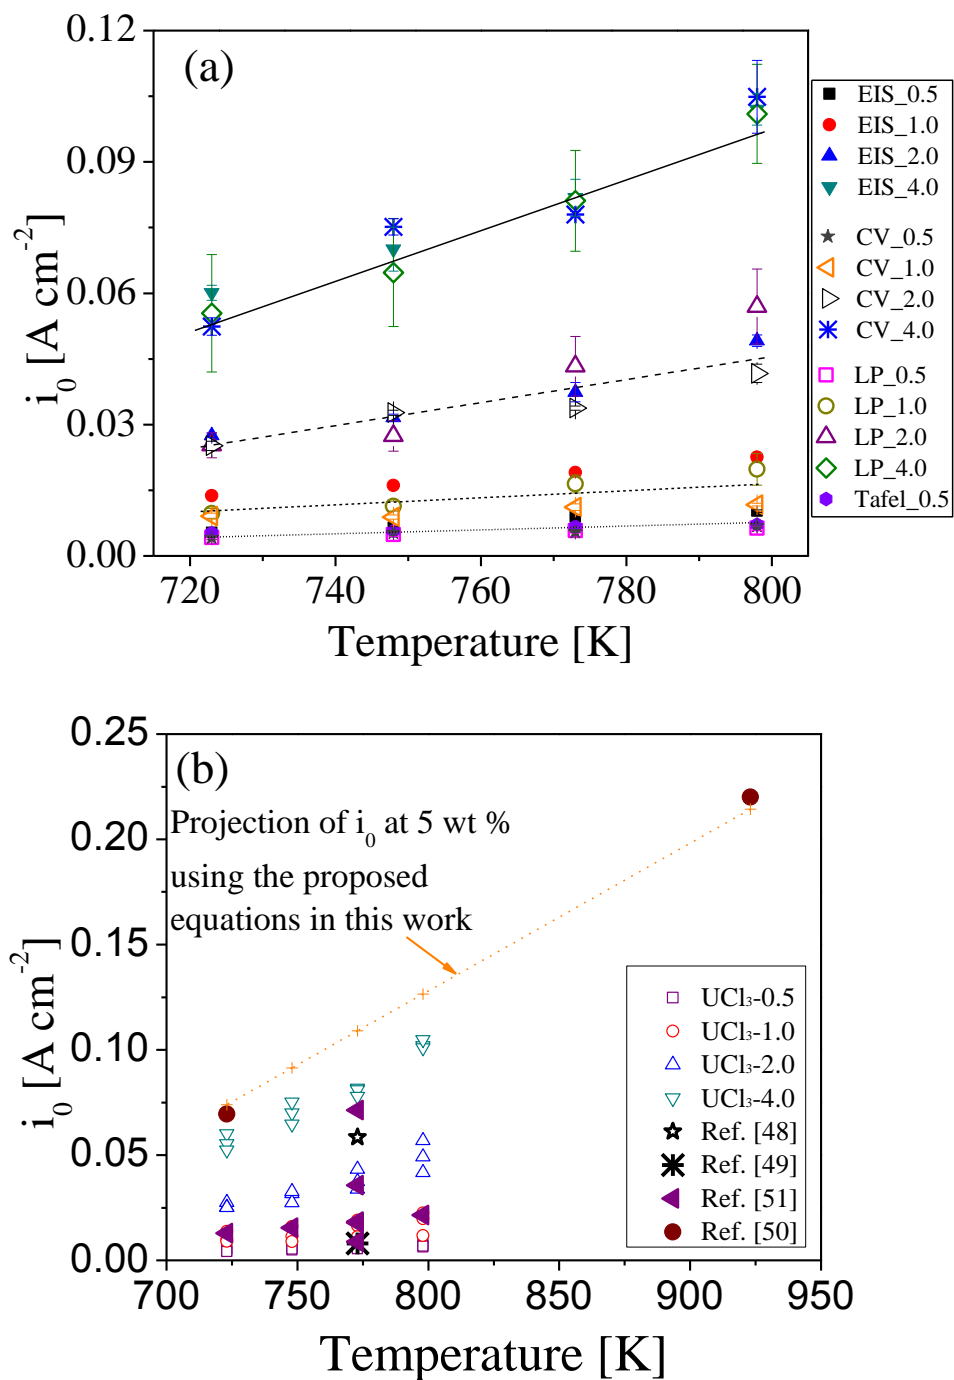 0.12
(a)
0.09
0.06
0.03
0.00
i0 [A cm-2]
720
740
760
780
800
Temperature [K]
EIS_0.5
EIS_1.0
EIS_2.0
EIS_4.0
CV_0.5
CV_1.0
CV_2.0
CV_4.0
LP_0.5
LP_1.0
LP_2.0
LP_4.0
Tafel_0.5
0.25
(b)
0.20
0.15
0.10
0.05
0.00
i0 [A cm-2]
Projection of i0 at 5 wt %
using the proposed
equations in this work
UCl3-0.5
UCl3-1.0
UCl3-2.0
UCl3-4.0
Ref. [48]
Ref. [49]
Ref. [51]
Ref. [50]
700
750
800
850
900
950
Temperature [K]